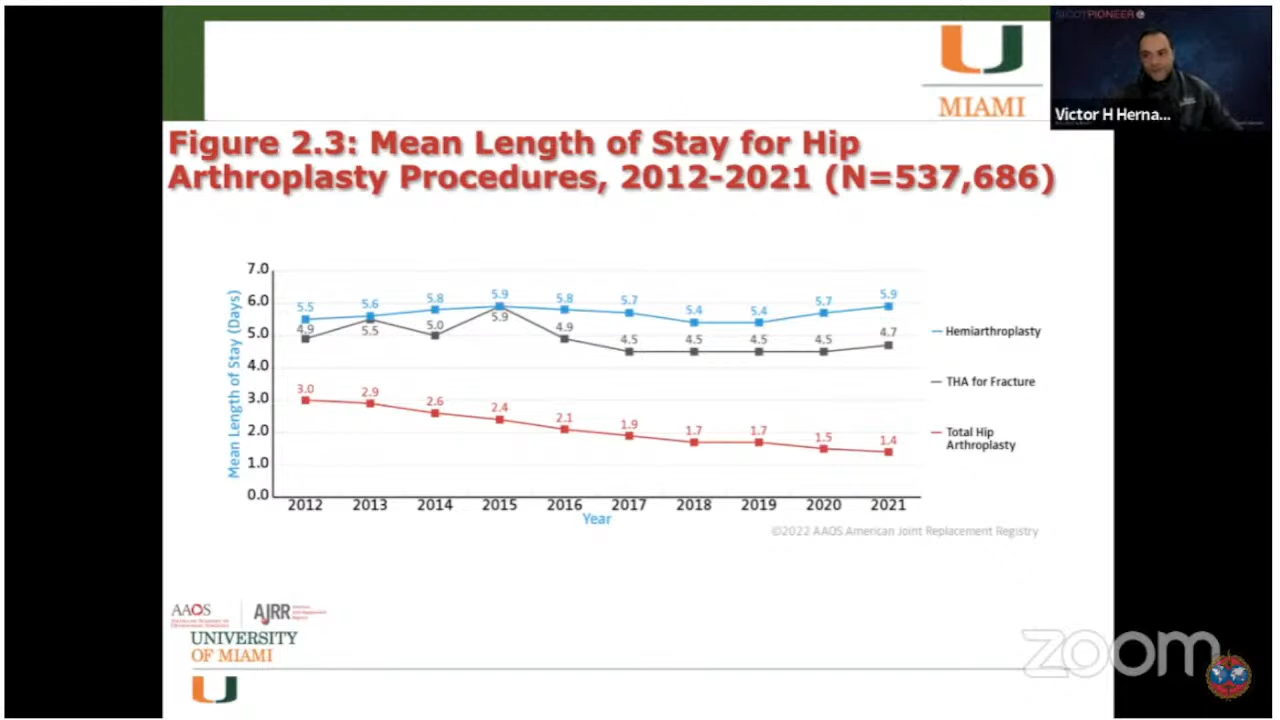 SICOTPIONEER
Victor H Herna...
MIAMI
Figure 2.3: Mean Length of Stay for Hip
Arthroplasty Procedures, 2012-2021 (N=537,686)
Mean Length of Stay (Days)
7.0
6.0
5.0
4.0
3.0
2.0
1.0
0.0
5.5 5.6 5.8 5.9 5.8 5.7 5.4 5.4 5.7 5.9
4.9 5.5 5.0 5.9 4.9 4.5 4.5 4.5 4.5 4.7
3.0 2.9 2.6 2.4 2.1 1.9 1.7 1.7 1.5 1.4
2012 2013 2014 2015 2016 2017 2018 2019 2020 2021
Year
Hemiarthroplasty
THA for Fracture
Total Hip
Arthroplasty
©2022 AAOS American Joint Replacement Registry
AAOS
AJRR
UNIVERSITY
OF MIAMI
zoom